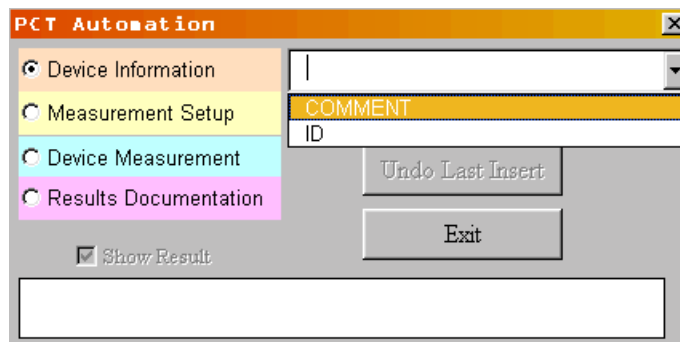 PCT Automation
Device Information
COMMENT
Measurement Setup
ID
Device Measurement
Undo Last Insert
Results Documentation
Exit
Show Result